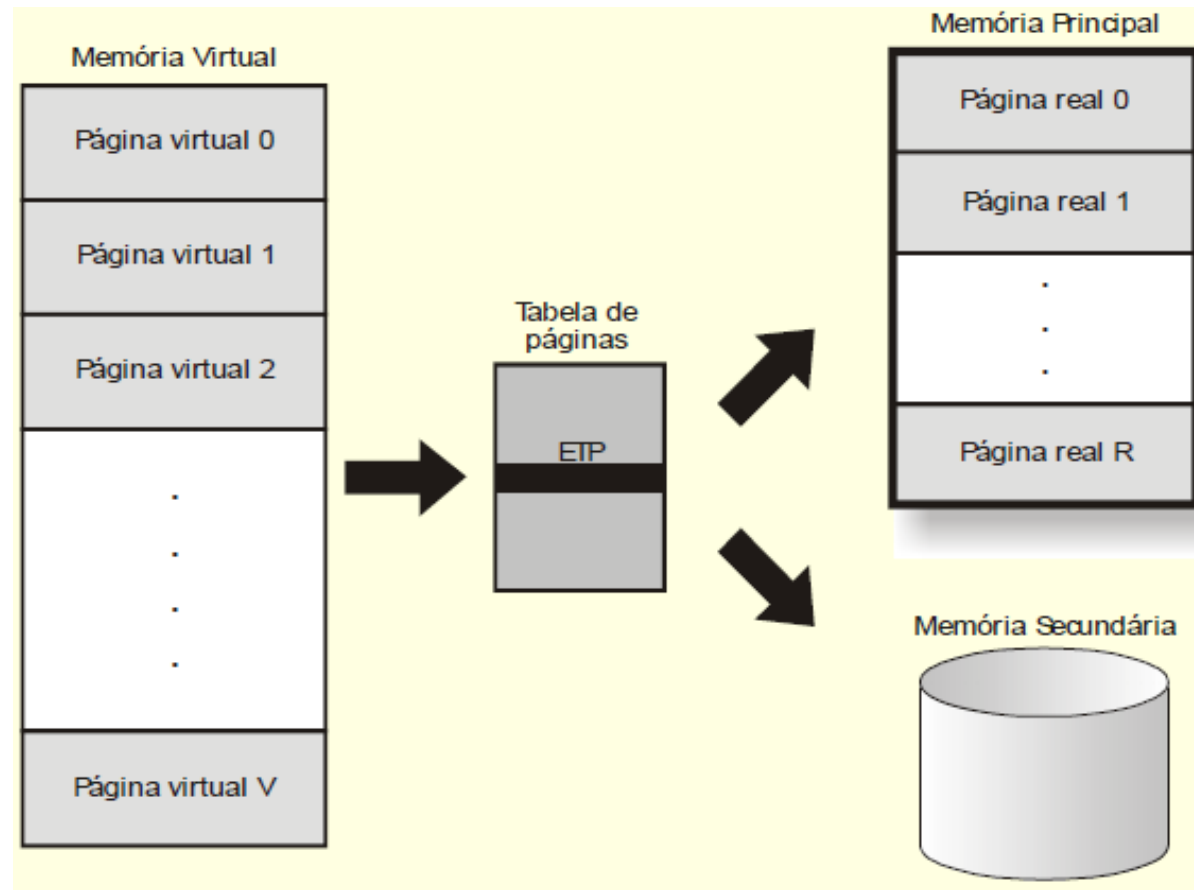 Memória Virtual
Página virtual 0
Página virtual 1
Página virtual 2
.
.
.
.
Página virtual V
Tabela de
páginas
ETP
Memória Principal
Página real 0
Página real 1
.
.
.
Página real R
Memória Secundária